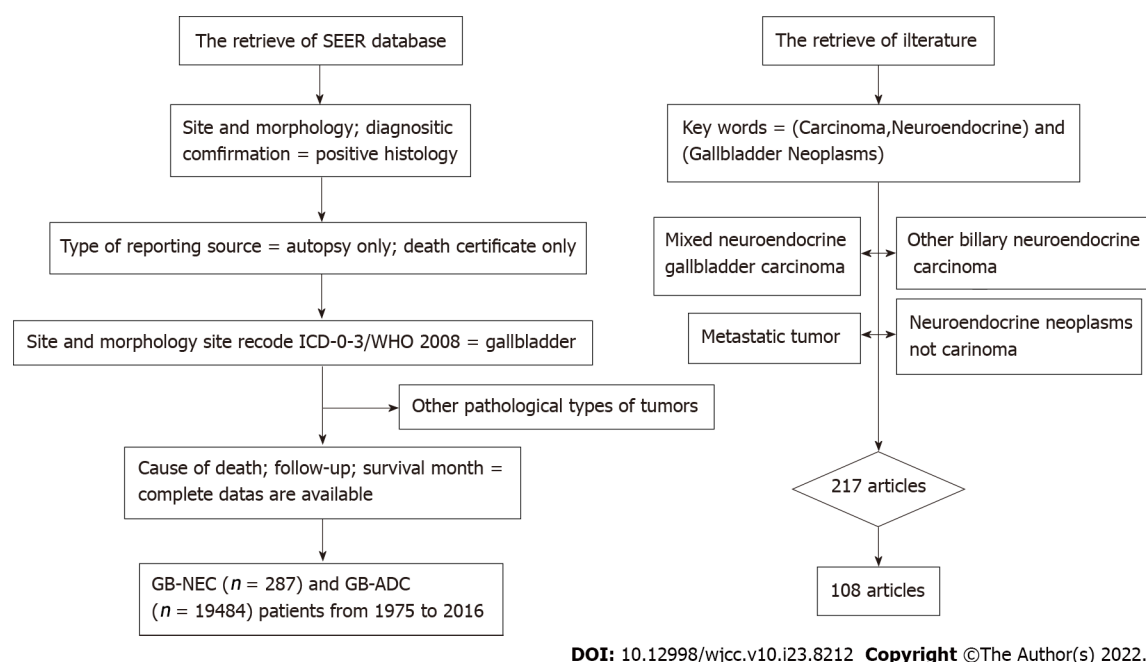 The retrieve of SEER database
Site and morphology; diagnositic
comfirmation = positive histology
Type of reporting source = autopsy only; death certificate only
Site and morphology site recode ICD-0-3/WHO 2008 = gallbladder
Other pathological types of tumors
Cause of death; follow-up; survival month =
complete datas are available
GB-NEC (n = 287) and GB-ADC
(n = 19484) patients from 1975 to 2016
The retrieve of ilterature
Key words = (Carcinoma,Neuroendocrine) and
(Gallbladder Neoplasms)
Mixed neuroendocrine
gallbladder carcinoma
Other billary neuroendocrine
carcinoma
Metastatic tumor
Neuroendocrine neoplasms
not carinoma
217 articles
108 articles
DOI: 10.12998/wjcc.v10.i23.8212 Copyright ©The Author(s) 2022.